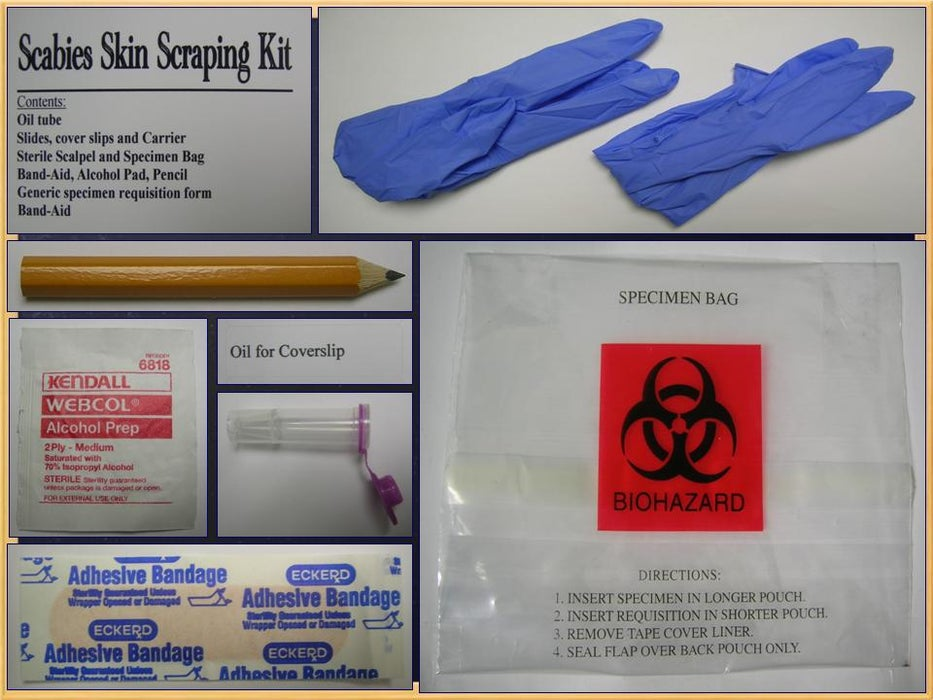 Scabies Skin Scraping Kit
Contents:
Oil tube
Slides, cover slips and Carrier
Sterile Scalpel and Specimen Bag
Band-Aid, Alcohol Pad, Pencil
Generic specimen requisition form
Band-Aid
SPECIMEN BAG
BIOHAZARD
DIRECTIONS:
1. INSERT SPECIMEN IN LONGER POUCH.
2. INSERT REQUISITION IN SHORTER POUCH.
3. REMOVE TAPE COVER LINER.
4. SEAL FLAP OVER BACK POUCH ONLY.
6818
KENDALL
WEBCOL®
Alcohol Prep
2 Ply - Medium
Saturated with
70% Isopropyl Alcohol
STERILE Sterility guaranteed
unless package is damaged or open.
FOR EXTERNAL USE ONLY
Oil for Coverslip
Adhesive Bandage
Sterility Guaranteed Unless
Wrapper Opened or Damaged
ECKERD
Adhesive Bandage
Sterility Guaranteed Unless
Wrapper Opened or Damaged
ECKERD
Adhesive Bandage
Sterility Guaranteed Unless
Wrapper Opened or Damaged
ECKERD
Adhesive Bandage